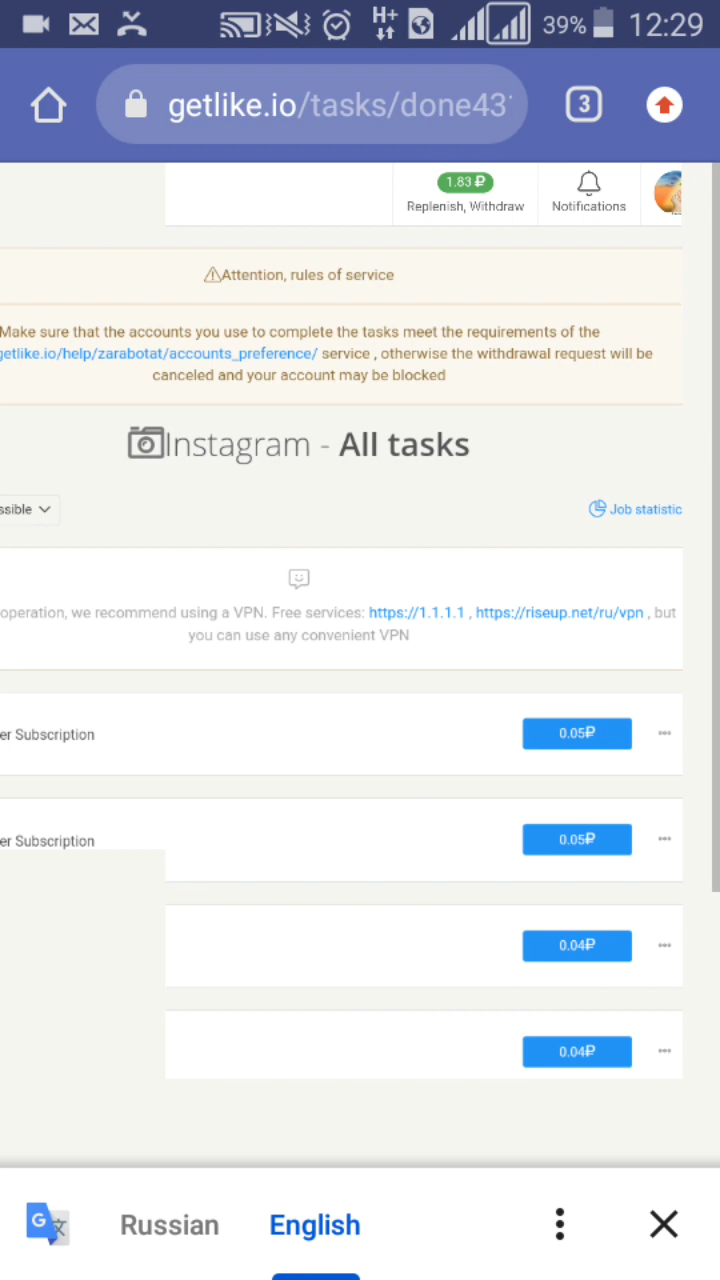 39% 12:29
getlike.io/tasks/done43
3
1.83 ₽
Replenish, Withdraw
Notifications
Attention, rules of service
Make sure that the accounts you use to complete the tasks meet the requirements of the
getlike.io/help/zarabotat/accounts_preference/ service , otherwise the withdrawal request will be
canceled and your account may be blocked
Instagram - All tasks
ssible
Job statistic
operation, we recommend using a VPN. Free services: https://1.1.1.1 , https://riseup.net/ru/vpn , but
you can use any convenient VPN
er Subscription
0.05₽
er Subscription
0.05₽
0.04₽
0.04₽
Russian
English